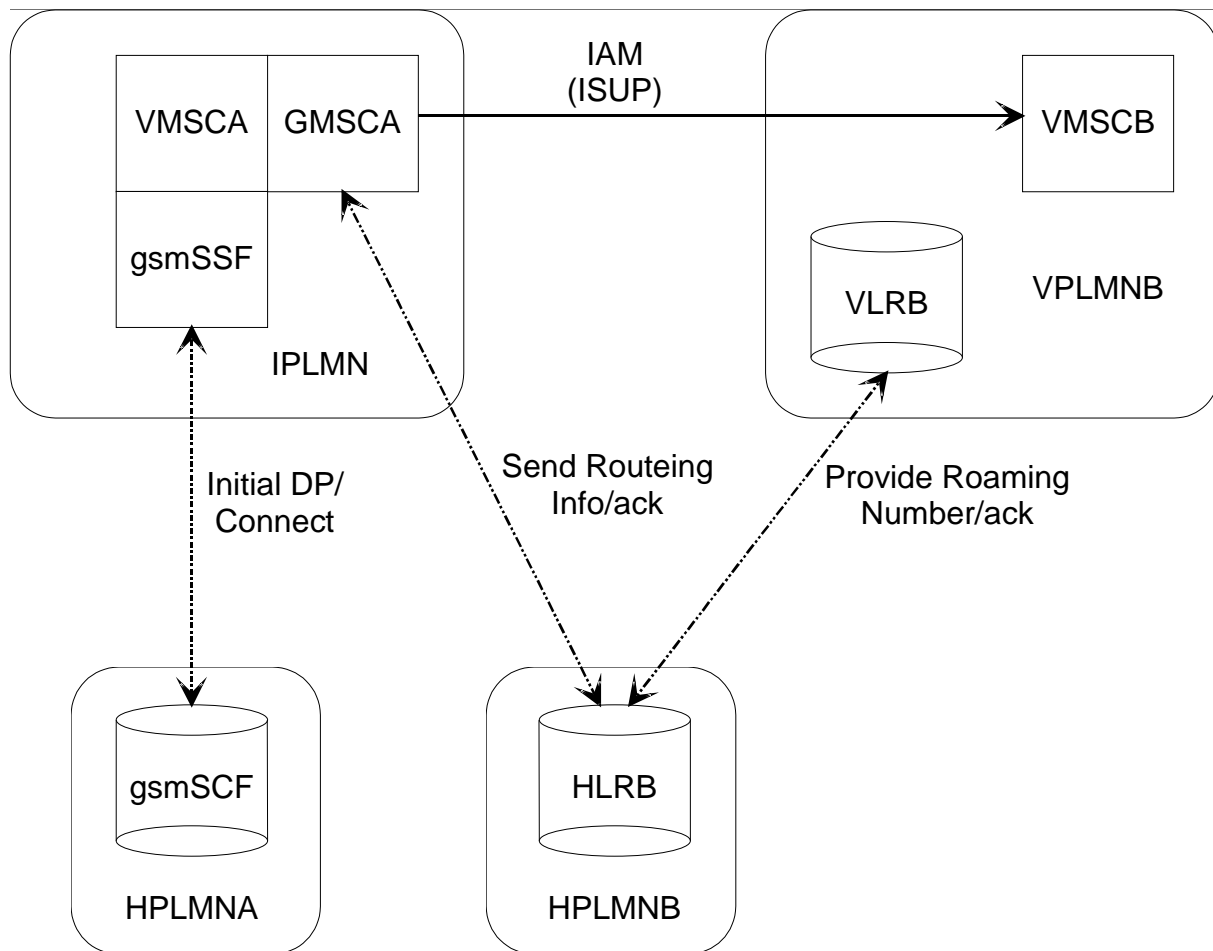 IAM
(ISUP)
VMSCA
GMSCA
VMSCB
gsmSSF
VLRB
VPLMNB
IPLMN
Initial DP/
Connect
Send Routeing
Info/ack
Provide Roaming
Number/ack
gsmSCF
HLRB
HPLMNA
HPLMNB